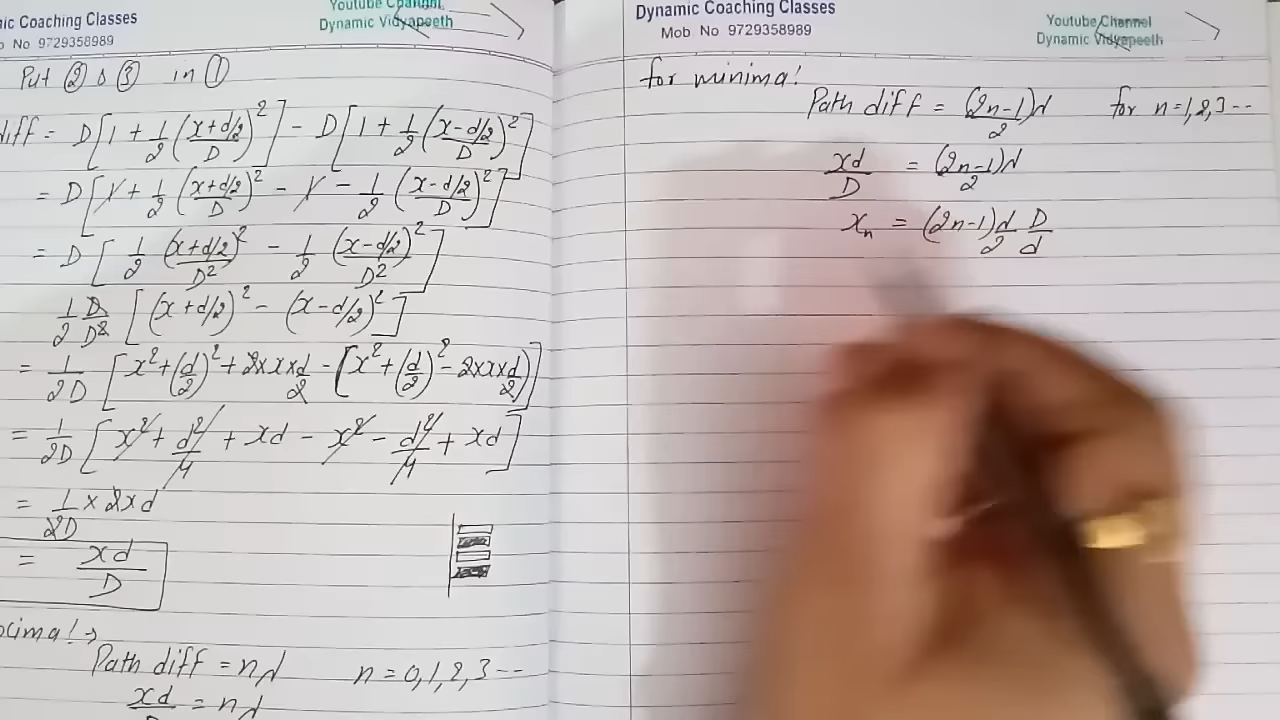 ic Coaching Classes
Youtube Channel
Dynamic Vidyapeeth
No 9729358989
Put ② & ③ in ①
diff = D[1 + 1/2 ((x+d/2)/D)²] − D[1 + 1/2 ((x−d/2)/D)²]
= D[1 + 1/2 ((x+d/2)/D)² − 1 − 1/2 ((x−d/2)/D)²]
= D[1/2 (x+d/2)²/D² − 1/2 (x−d/2)²/D²]
1/2 D/D² [(x+d/2)² − (x−d/2)²]
= 1/2D [x²+(d/2)²+2×x×d/2 − (x²+(d/2)²−2×x×d/2)]
= 1/2D [x² + d²/4 + xd − x² − d²/4 + xd]
= 1/2D × 2xd
= xd/D
xima! →
Path diff = nλ n = 0,1,2,3 --
xd = nλ
Dynamic Coaching Classes
Mob No 9729358989
Youtube Channel
Dynamic Vidyapeeth
for minima!
Path diff = (2n−1)λ/2 for n=1,2,3--
xd/D = (2n−1)λ/2
xₙ = (2n−1)λ/2 D/d